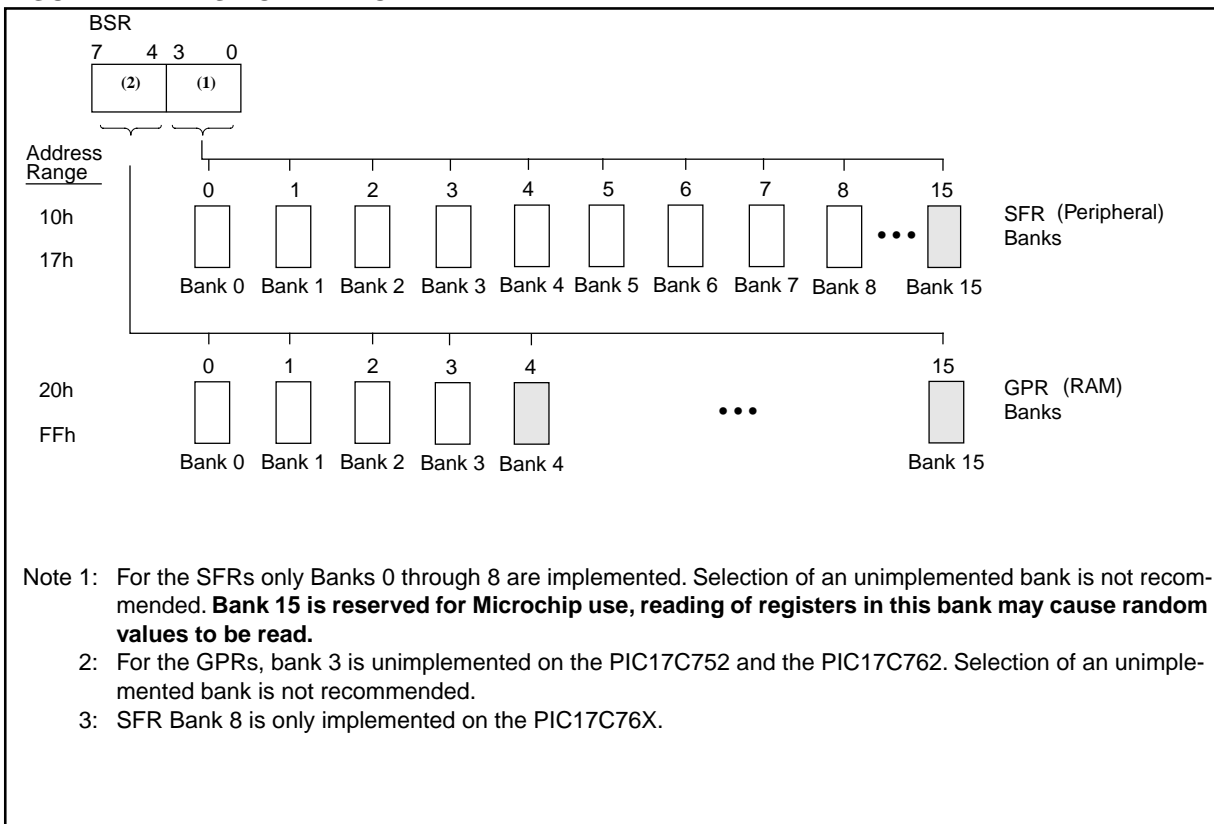 BSR
7 4 3 0
(2) (1)
Address
Range
0 1 2 3 4 5 6 7 8 15
10h
17h
SFR (Peripheral)
Banks
•••
Bank 0 Bank 1 Bank 2 Bank 3 Bank 4 Bank 5 Bank 6 Bank 7 Bank 8 Bank 15
0 1 2 3 4 15
20h
FFh
GPR (RAM)
Banks
•••
Bank 0 Bank 1 Bank 2 Bank 3 Bank 4 Bank 15
Note 1: For the SFRs only Banks 0 through 8 are implemented. Selection of an unimplemented bank is not recom-
mended. Bank 15 is reserved for Microchip use, reading of registers in this bank may cause random
values to be read.
2: For the GPRs, bank 3 is unimplemented on the PIC17C752 and the PIC17C762. Selection of an unimple-
mented bank is not recommended.
3: SFR Bank 8 is only implemented on the PIC17C76X.